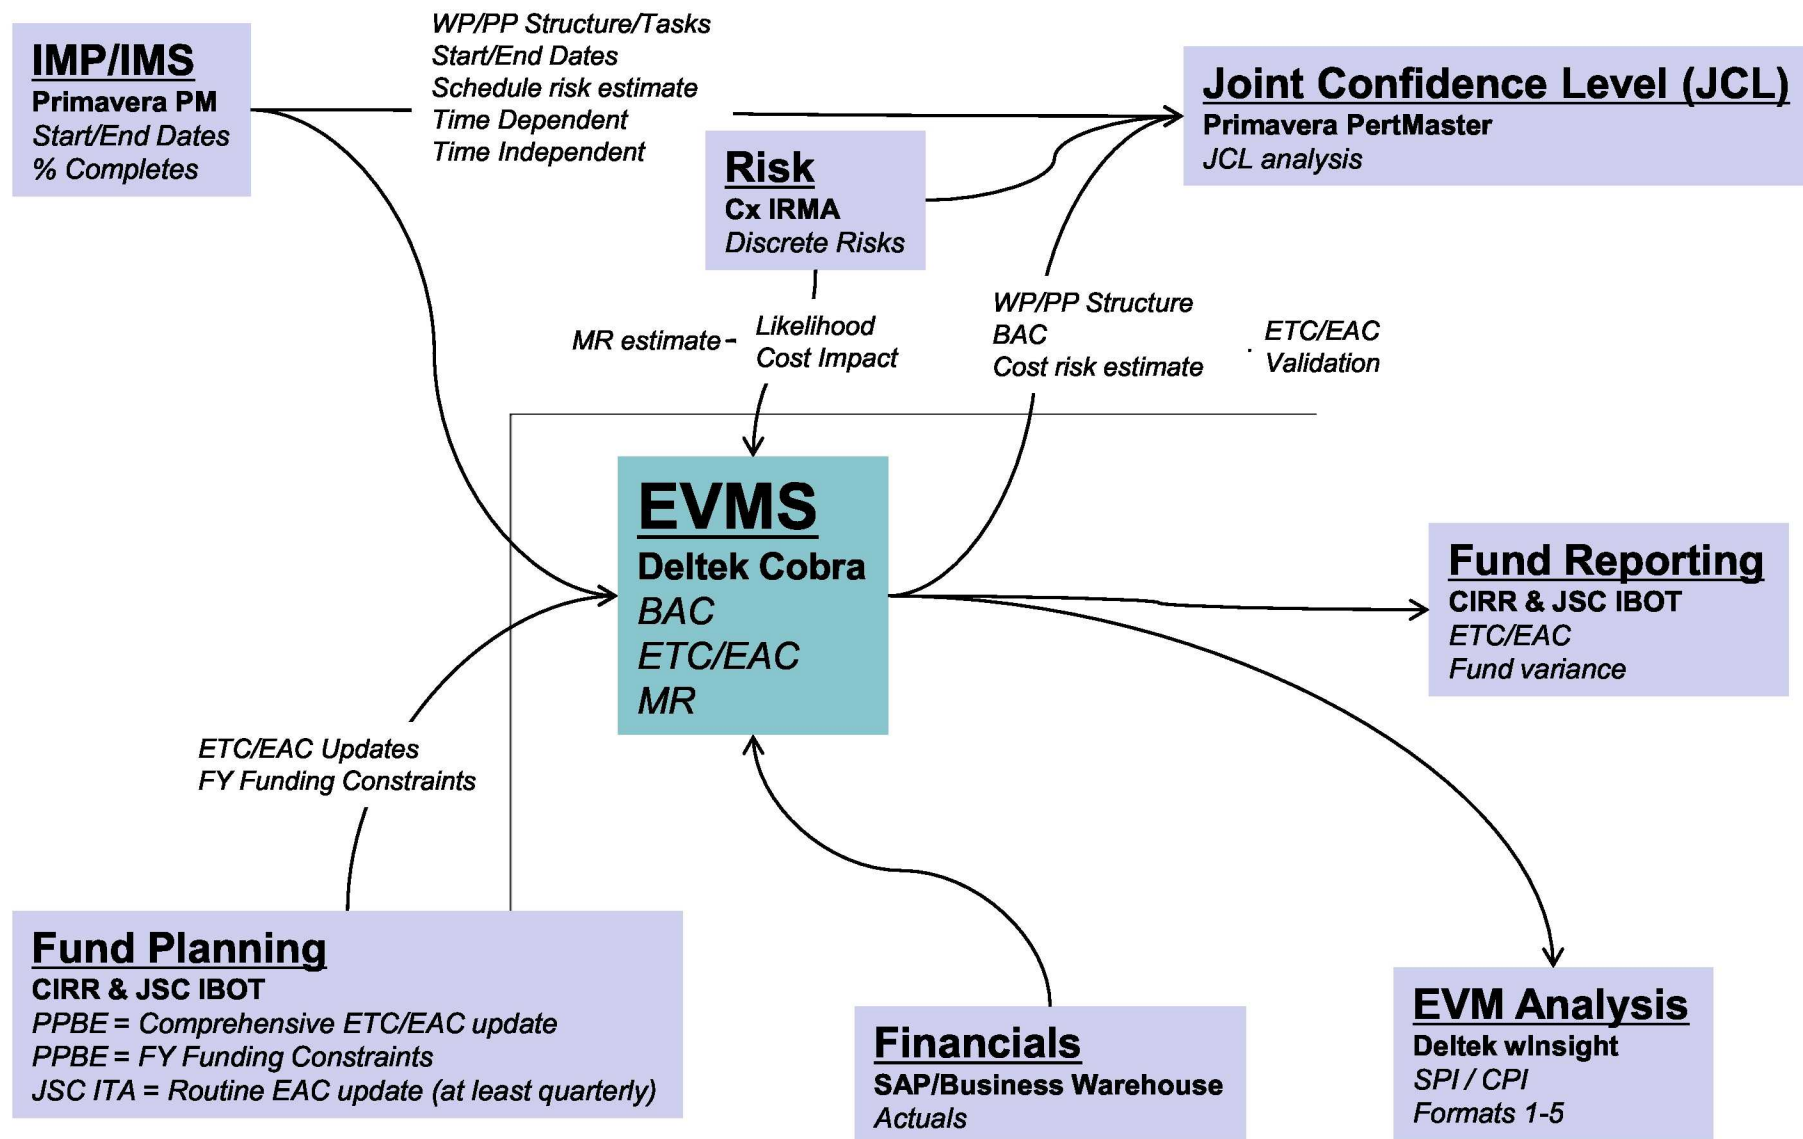 IMP/IMS
Primavera PM
Start/End Dates
% Completes
WP/PP Structure/Tasks
Start/End Dates
Schedule risk estimate
Time Dependent
Time Independent
Joint Confidence Level (JCL)
Primavera PertMaster
JCL analysis
Risk
Cx IRMA
Discrete Risks
MR estimate
Likelihood
Cost Impact
WP/PP Structure
BAC
Cost risk estimate
ETC/EAC
Validation
EVMS
Deltek Cobra
BAC
ETC/EAC
MR
Fund Reporting
CIRR & JSC IBOT
ETC/EAC
Fund variance
ETC/EAC Updates
FY Funding Constraints
Fund Planning
CIRR & JSC IBOT
PPBE = Comprehensive ETC/EAC update
PPBE = FY Funding Constraints
JSC ITA = Routine EAC update (at least quarterly)
Financials
SAP/Business Warehouse
Actuals
EVM Analysis
Deltek wInsight
SPI / CPI
Formats 1-5